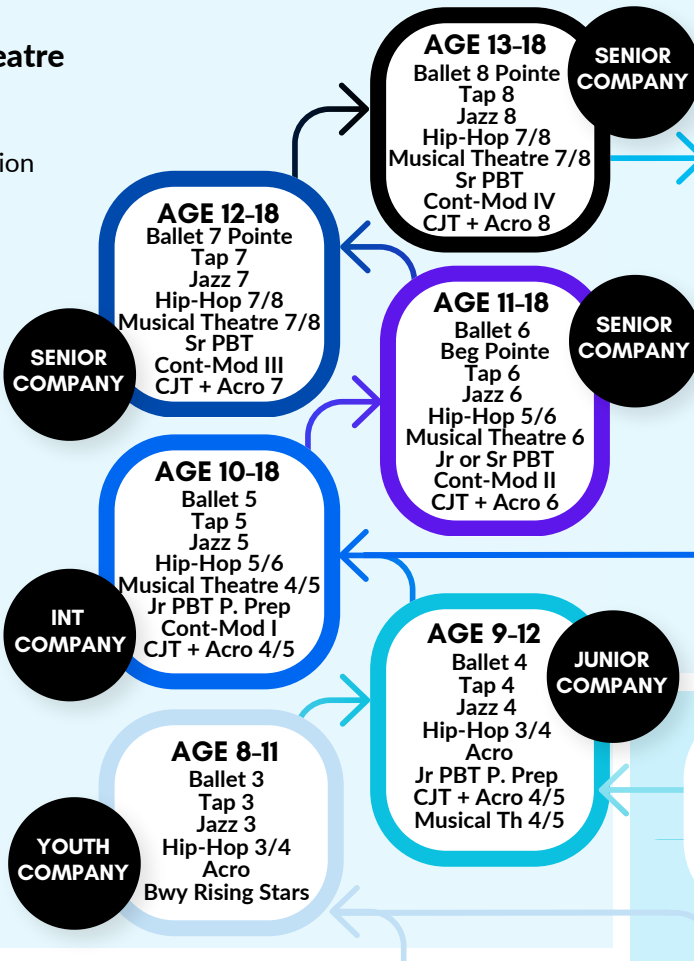 eatre
ion
AGE 13-18
Ballet 8 Pointe
Tap 8
Jazz 8
Hip-Hop 7/8
Musical Theatre 7/8
Sr PBT
Cont-Mod IV
CJT + Acro 8
SENIOR
COMPANY
AGE 12-18
Ballet 7 Pointe
Tap 7
Jazz 7
Hip-Hop 7/8
Musical Theatre 7/8
Sr PBT
Cont-Mod III
CJT + Acro 7
SENIOR
COMPANY
AGE 11-18
Ballet 6
Beg Pointe
Tap 6
Jazz 6
Hip-Hop 5/6
Musical Theatre 6
Jr or Sr PBT
Cont-Mod II
CJT + Acro 6
SENIOR
COMPANY
AGE 10-18
Ballet 5
Tap 5
Jazz 5
Hip-Hop 5/6
Musical Theatre 4/5
Jr PBT P. Prep
Cont-Mod I
CJT + Acro 4/5
INT
COMPANY
AGE 9-12
Ballet 4
Tap 4
Jazz 4
Hip-Hop 3/4
Acro
Jr PBT P. Prep
CJT + Acro 4/5
Musical Th 4/5
JUNIOR
COMPANY
AGE 8-11
Ballet 3
Tap 3
Jazz 3
Hip-Hop 3/4
Acro
Bwy Rising Stars
YOUTH
COMPANY